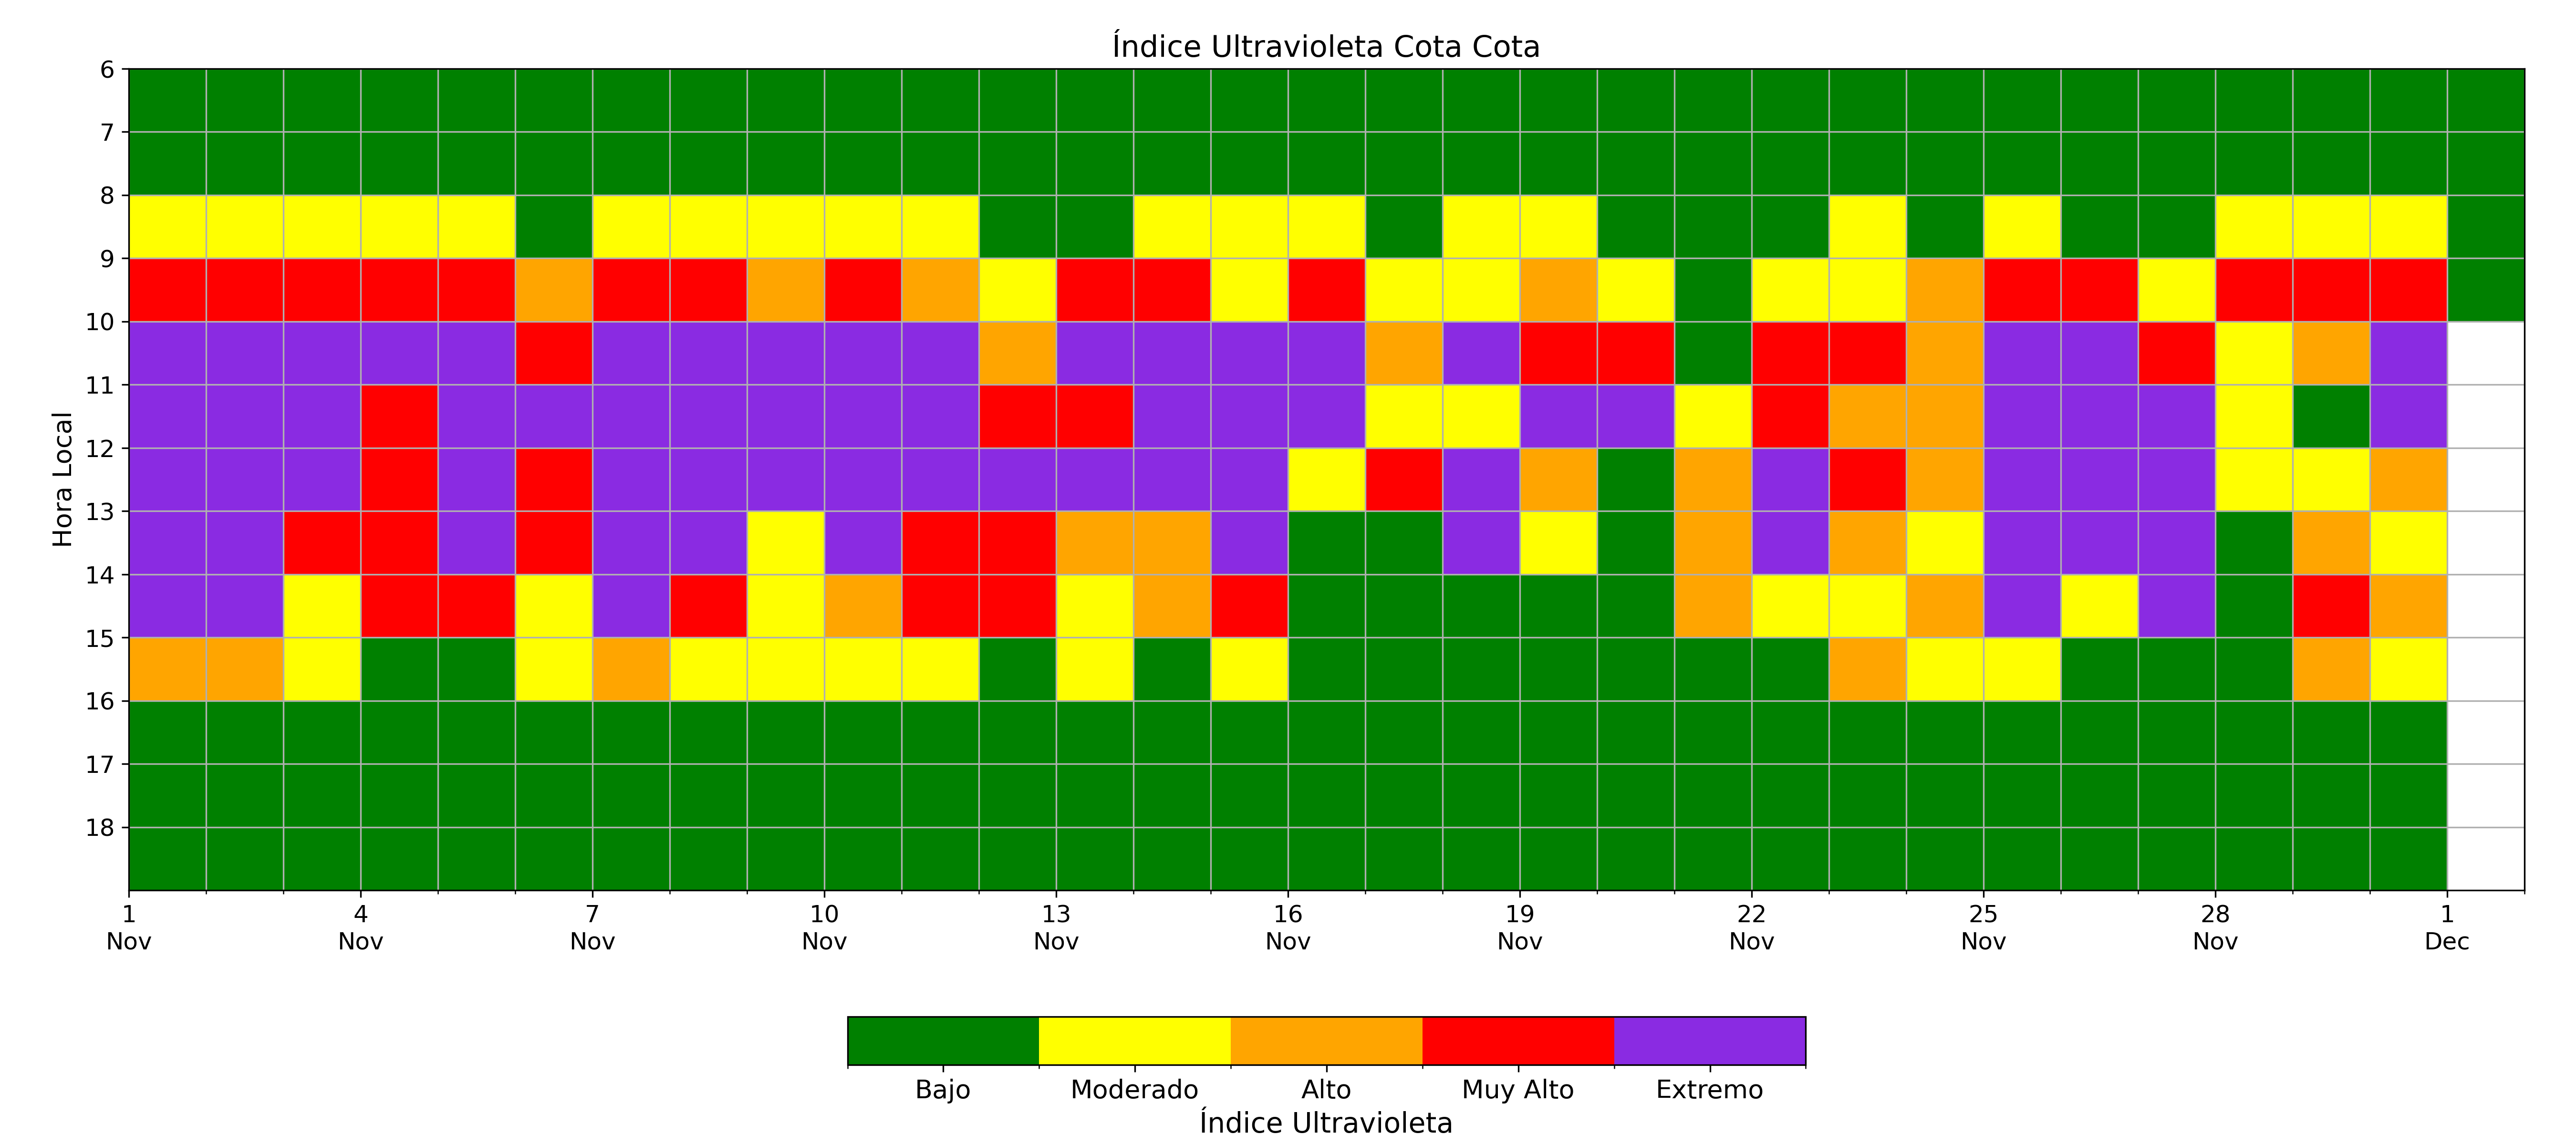 Índice Ultravioleta Cota Cota
Hora Local
6
7
8
9
10
11
12
13
14
15
16
17
18
1 4 7 10 13 16 19 22 25 28 1
Nov Nov Nov Nov Nov Nov Nov Nov Nov Nov Dec
Bajo Moderado Alto Muy Alto Extremo
Índice Ultravioleta